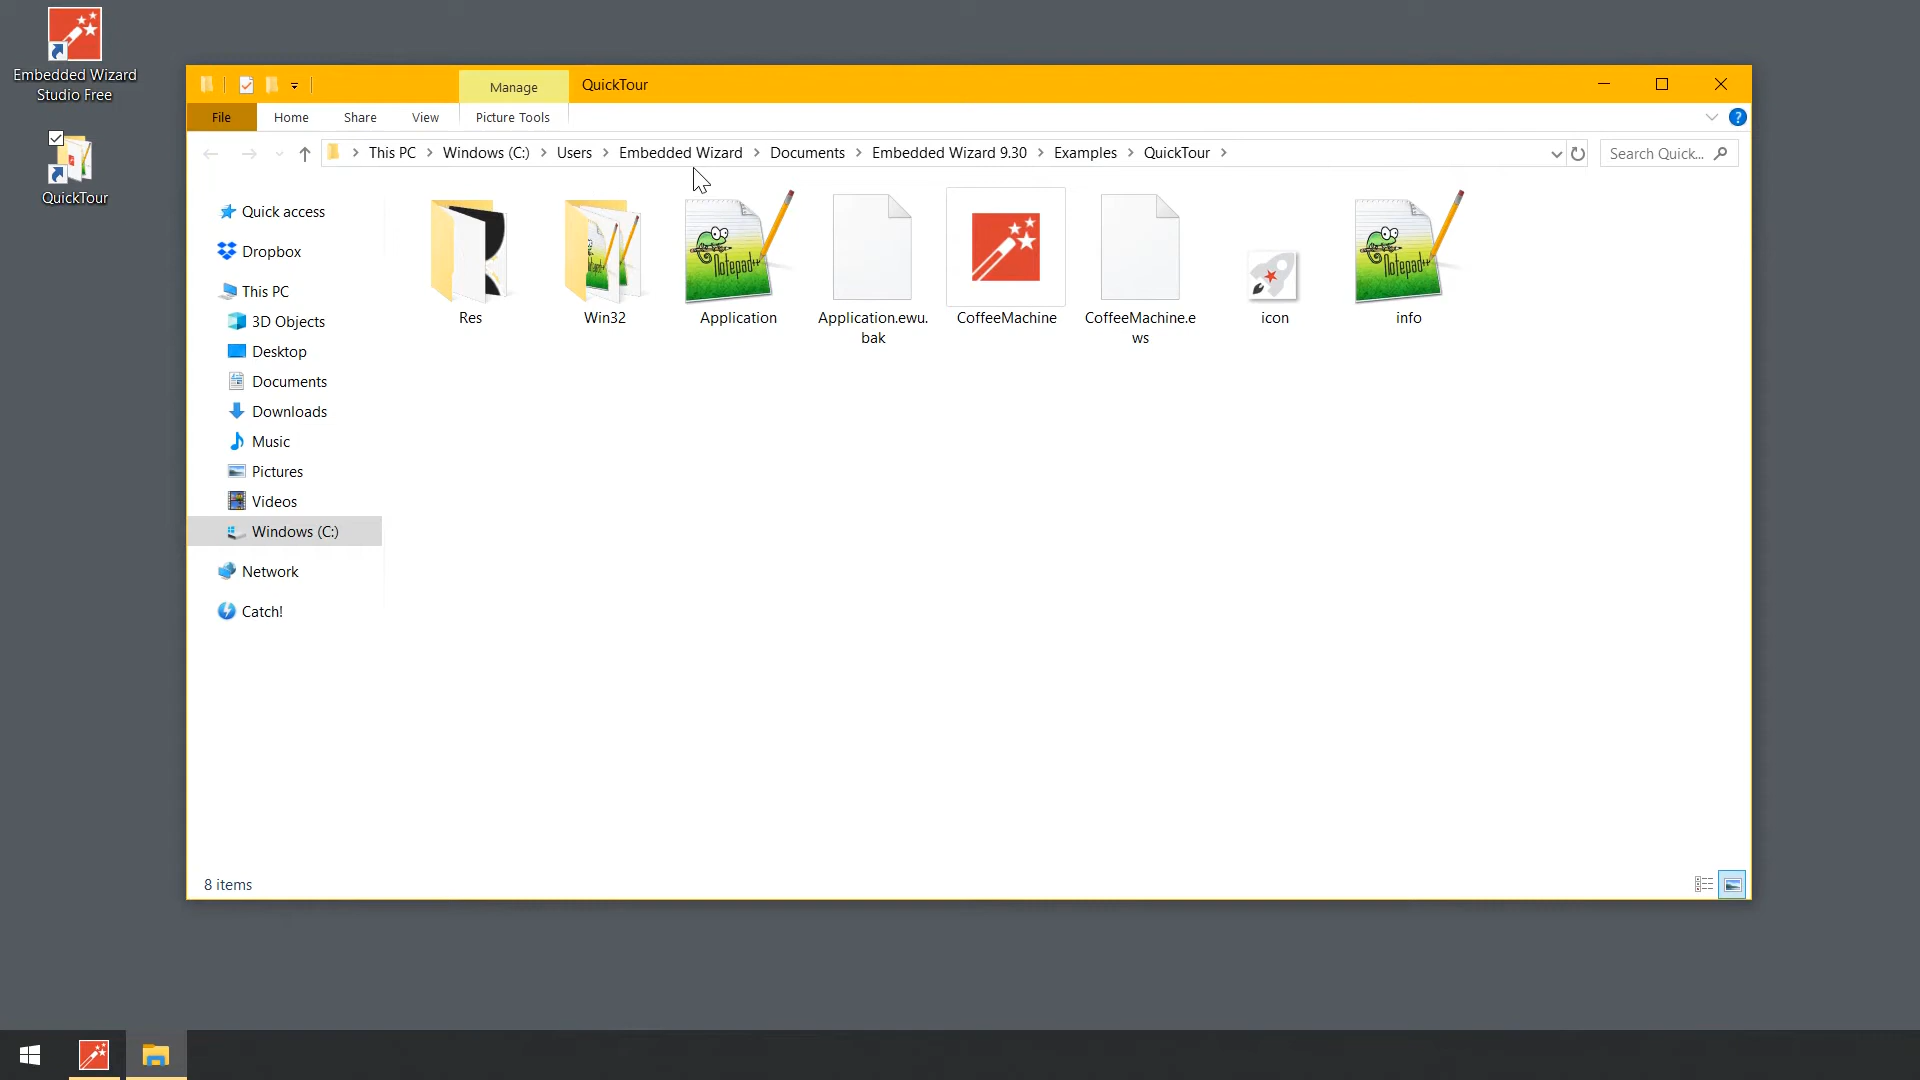 Embedded Wizard
Studio Free
QuickTour
Manage
QuickTour
File
Home
Share
View
Picture Tools
This PC
Windows (C:)
Users
Embedded Wizard
Documents
Embedded Wizard 9.30
Examples
QuickTour
Search Quick...
Quick access
Dropbox
This PC
3D Objects
Desktop
Documents
Downloads
Music
Pictures
Videos
Windows (C:)
Network
Catch!
Notepad++
Notepad++
Res
Win32
Application
Application.ewu.
bak
CoffeeMachine
CoffeeMachine.e
ws
icon
info
8 items